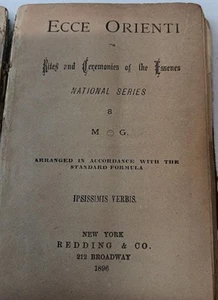 ECCE ORIENTI
Rites and Ceremonies of the Essenes
NATIONAL SERIES
8
M G.
ARRANGED IN ACCORDANCE WITH THE
STANDARD FORMULA
IPSISSIMIS VERBIS.
NEW YORK
REDDING & CO.
212 BROADWAY
1896